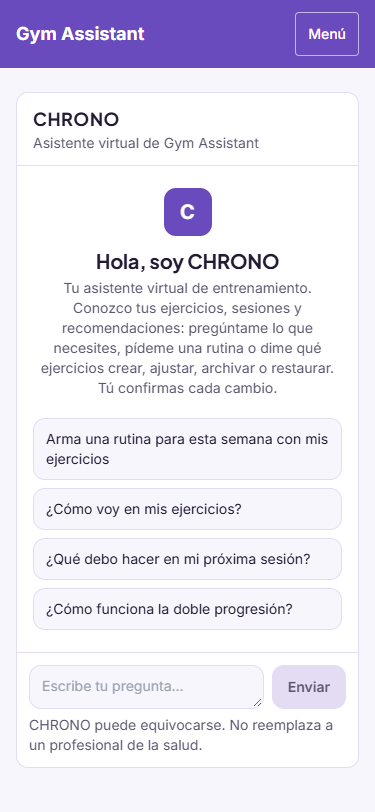 Gym Assistant
Menú
CHRONO
Asistente virtual de Gym Assistant
C
Hola, soy CHRONO
Tu asistente virtual de entrenamiento.
Conozco tus ejercicios, sesiones y
recomendaciones: pregúntame lo que
necesites, pídeme una rutina o dime qué
ejercicios crear, ajustar, archivar o restaurar.
Tú confirmas cada cambio.
Arma una rutina para esta semana con mis
ejercicios
¿Cómo voy en mis ejercicios?
¿Qué debo hacer en mi próxima sesión?
¿Cómo funciona la doble progresión?
Escribe tu pregunta...
Enviar
CHRONO puede equivocarse. No reemplaza a
un profesional de la salud.